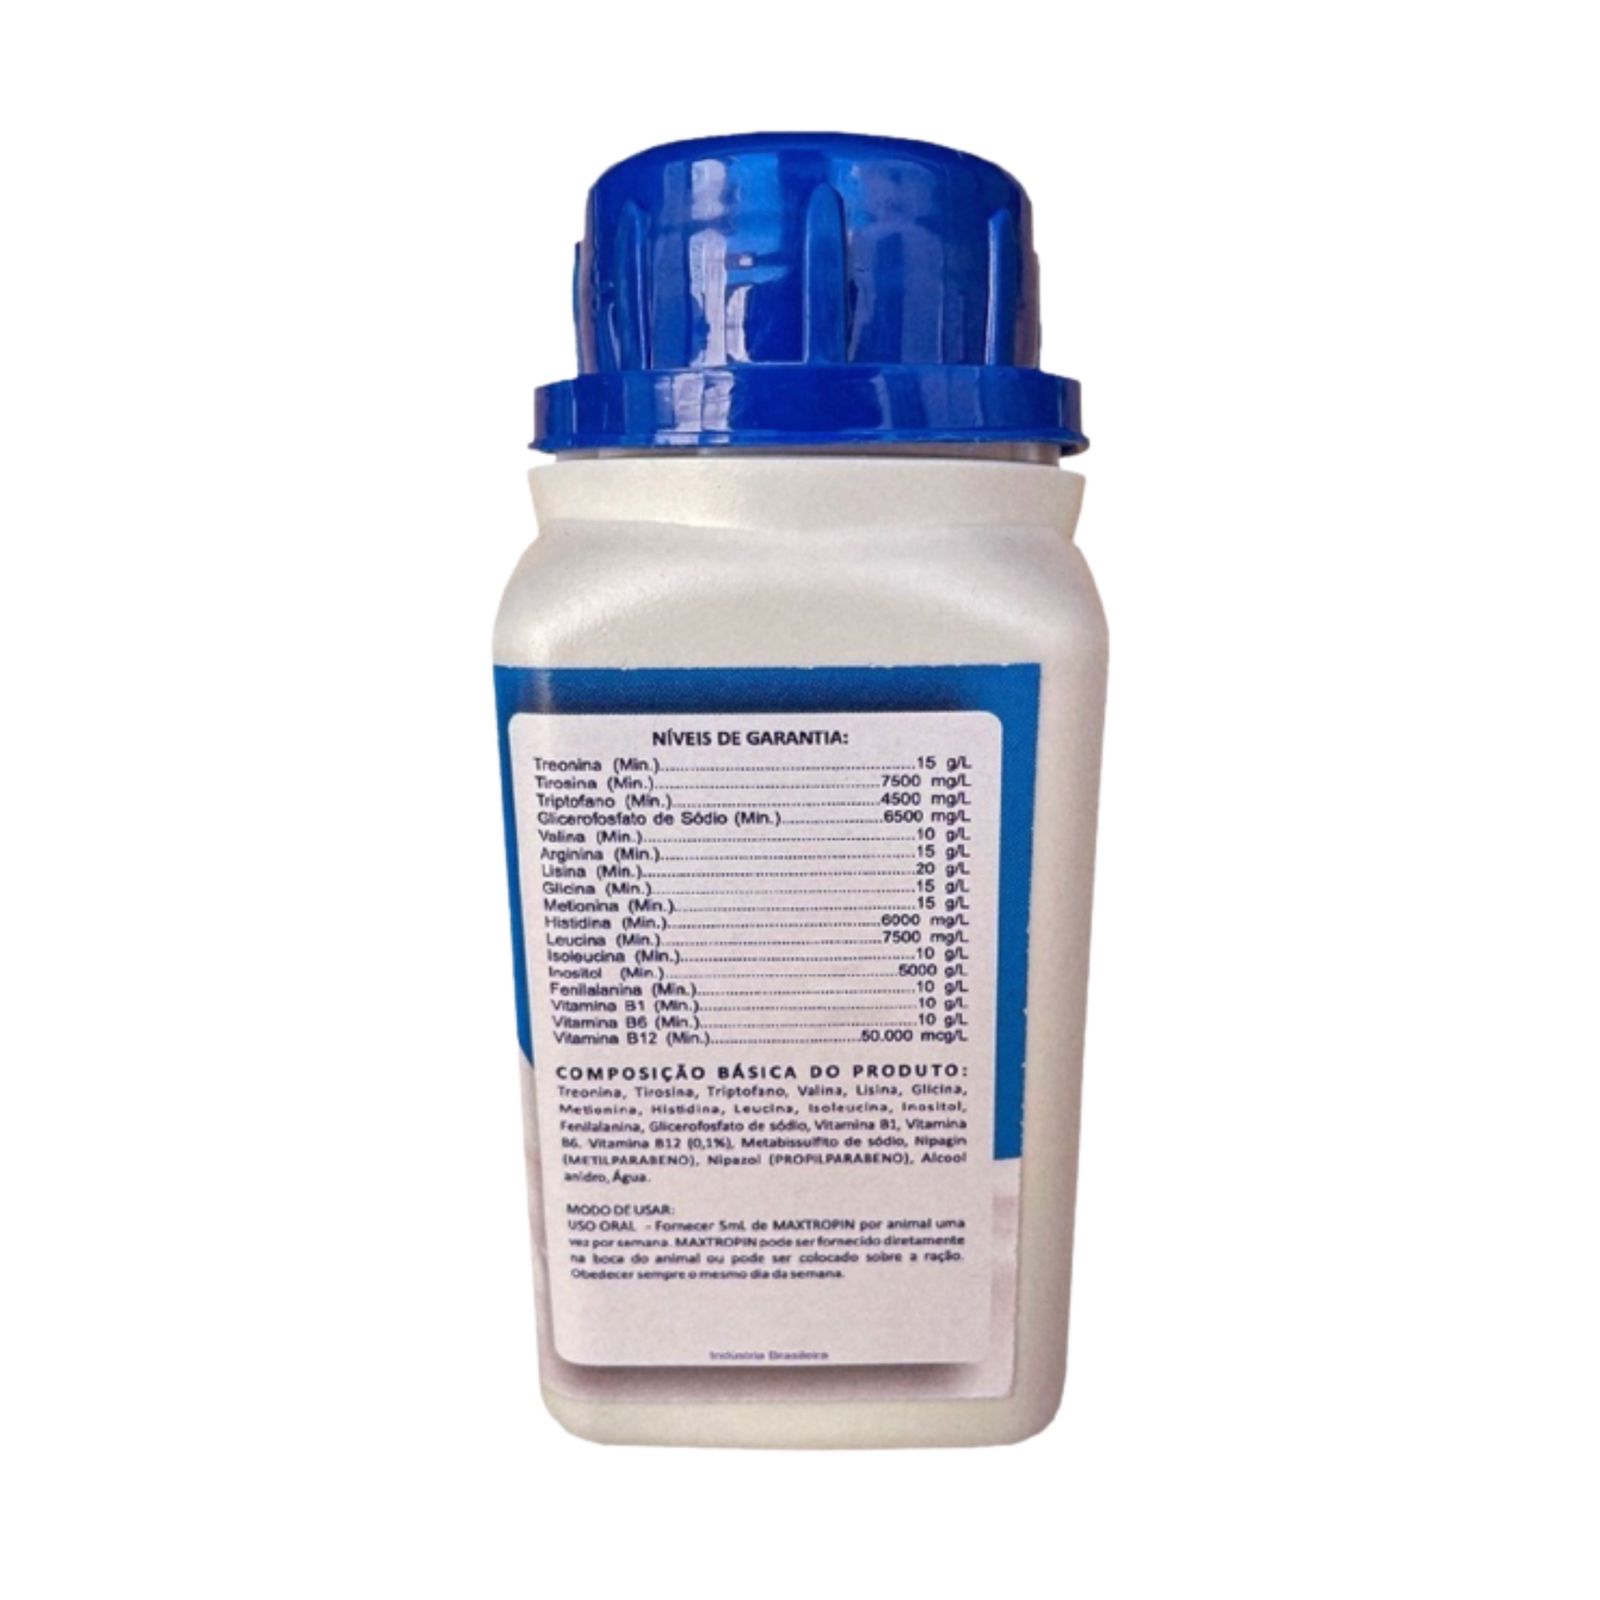 NÍVEIS DE GARANTIA:
Treonina (Min.)..........15 g/L
Tirosina (Min.)..........7500 mg/L
Triptofano (Min.)..........4500 mg/L
Glicerofosfato de Sódio (Min.)..........6500 mg/L
Valina (Min.)..........10 g/L
Arginina (Min.)..........15 g/L
Lisina (Min.)..........20 g/L
Glicina (Min.)..........15 g/L
Metionina (Min.)..........15 g/L
Histidina (Min.)..........6000 mg/L
Leucina (Min.)..........7500 mg/L
Isoleucina (Min.)..........10 g/L
Inositol (Min.)..........5000 g/L
Fenilalanina (Min.)..........10 g/L
Vitamina B1 (Min.)..........10 g/L
Vitamina B6 (Min.)..........10 g/L
Vitamina B12 (Min.)..........50.000 mcg/L
COMPOSIÇÃO BÁSICA DO PRODUTO:
Treonina, Tirosina, Triptofano, Valina, Lisina, Glicina,
Metionina, Histidina, Leucina, Isoleucina, Inositol,
Fenilalanina, Glicerofosfato de sódio, Vitamina B1, Vitamina
B6. Vitamina B12 (0,1%), Metabissulfito de sódio, Nipagin
(METILPARABENO), Nipazol (PROPILPARABENO), Alcool
anidro, Água.
MODO DE USAR:
USO ORAL - Fornecer 5mL de MAXTROPIN por animal uma
vez por semana. MAXTROPIN pode ser fornecido diretamente
na boca do animal ou pode ser colocado sobre a ração.
Obedecer sempre o mesmo dia da semana.
Indústria Brasileira